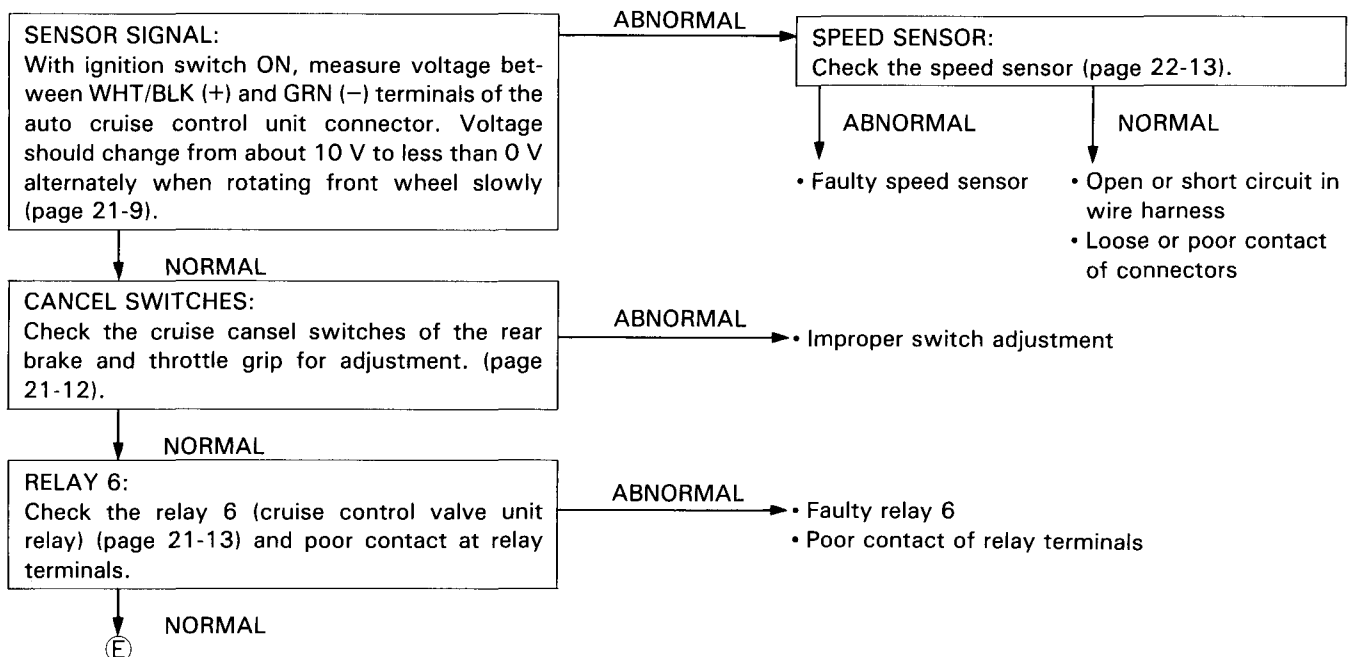 SENSOR SIGNAL:
With ignition switch ON, measure voltage bet-
ween WHT/BLK (+) and GRN (−) terminals of the
auto cruise control unit connector. Voltage
should change from about 10 V to less than 0 V
alternately when rotating front wheel slowly
(page 21-9).
ABNORMAL
SPEED SENSOR:
Check the speed sensor (page 22-13).
ABNORMAL
• Faulty speed sensor
NORMAL
• Open or short circuit in
wire harness
• Loose or poor contact
of connectors
NORMAL
CANCEL SWITCHES:
Check the cruise cansel switches of the rear
brake and throttle grip for adjustment. (page
21-12).
ABNORMAL
• Improper switch adjustment
NORMAL
RELAY 6:
Check the relay 6 (cruise control valve unit
relay) (page 21-13) and poor contact at relay
terminals.
ABNORMAL
• Faulty relay 6
• Poor contact of relay terminals
NORMAL
E